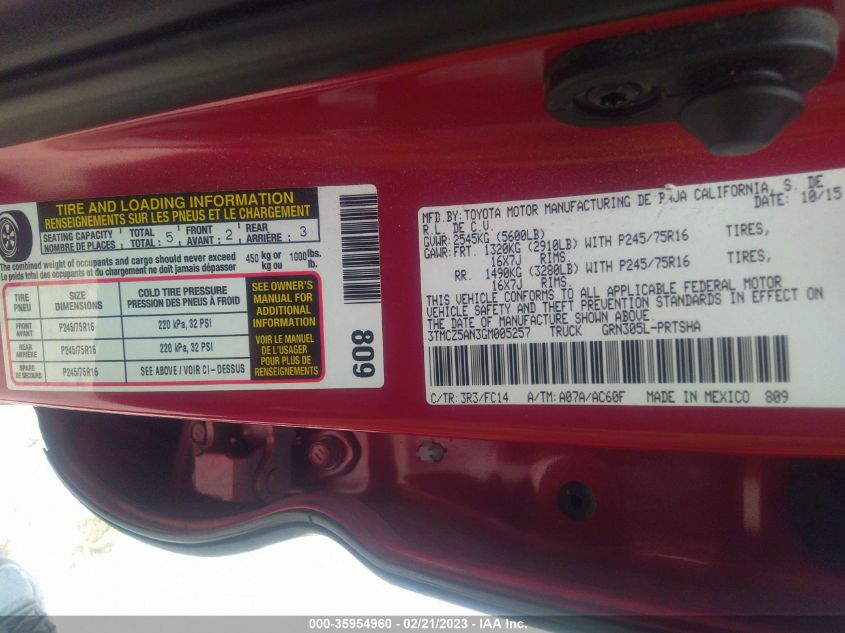 TIRE AND LOADING INFORMATION
RENSEIGNEMENTS SUR LES PNEUS ET LE CHARGEMENT
SEATING CAPACITY TOTAL : 5 FRONT : 2 REAR : 3
NOMBRE DE PLACES TOTAL AVANT ARRIÈRE
The combined weight of occupants and cargo should never exceed 450 kg or 1000 lbs.
Le poids total des occupants et du chargement ne doit jamais dépasser kg ou lb.
TIRE SIZE COLD TIRE PRESSURE
PNEU DIMENSIONS PRESSION DES PNEUS À FROID
FRONT AVANT P245/75R16 220 kPa, 32 PSI
REAR ARRIÈRE P245/75R16 220 kPa, 32 PSI
SPARE DE SECOURS P245/75R16 SEE ABOVE / VOIR CI-DESSUS
SEE OWNER'S
MANUAL FOR
ADDITIONAL
INFORMATION
VOIR LE MANUEL
DE L'USAGER
POUR PLUS DE
RENSEIGNEMENTS
809
MFD.BY: TOYOTA MOTOR MANUFACTURING DE BAJA CALIFORNIA, S. DE
R.L. DE C.V. DATE: 10/15
GVWR: 2545KG (5600LB)
GAWR: FRT. 1320KG (2910LB) WITH P245/75R16 TIRES,
16X7J RIMS.
RR. 1490KG (3280LB) WITH P245/75R16 TIRES,
16X7J RIMS.
THIS VEHICLE CONFORMS TO ALL APPLICABLE FEDERAL MOTOR
VEHICLE SAFETY AND THEFT PREVENTION STANDARDS IN EFFECT ON
THE DATE OF MANUFACTURE SHOWN ABOVE.
3TMCZ5AN3GM005257 TRUCK GRN305L-PRTSHA
C/TR: 3R3/FC14 A/TM: A07A/AC60F MADE IN MEXICO 809
000-35954960 - 02/21/2023 - IAA Inc.